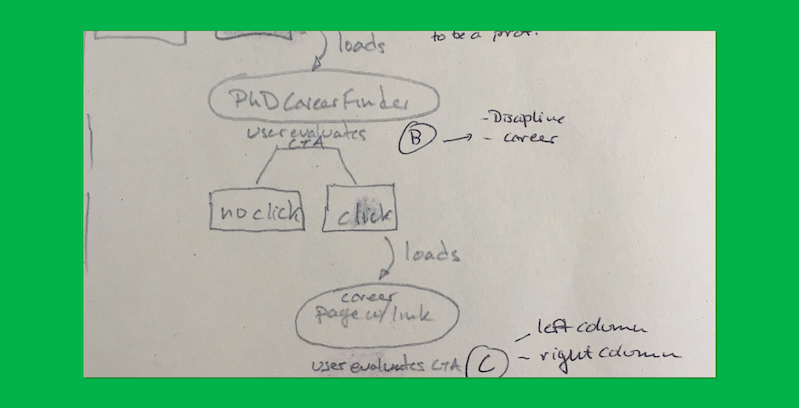 to be a prof.
loads
PhD Career Finder
user evaluates
CTA
B
- Discipline
- career
no click
click
loads
career
page w/ link
- left column
- right column
user evaluates CTA
C